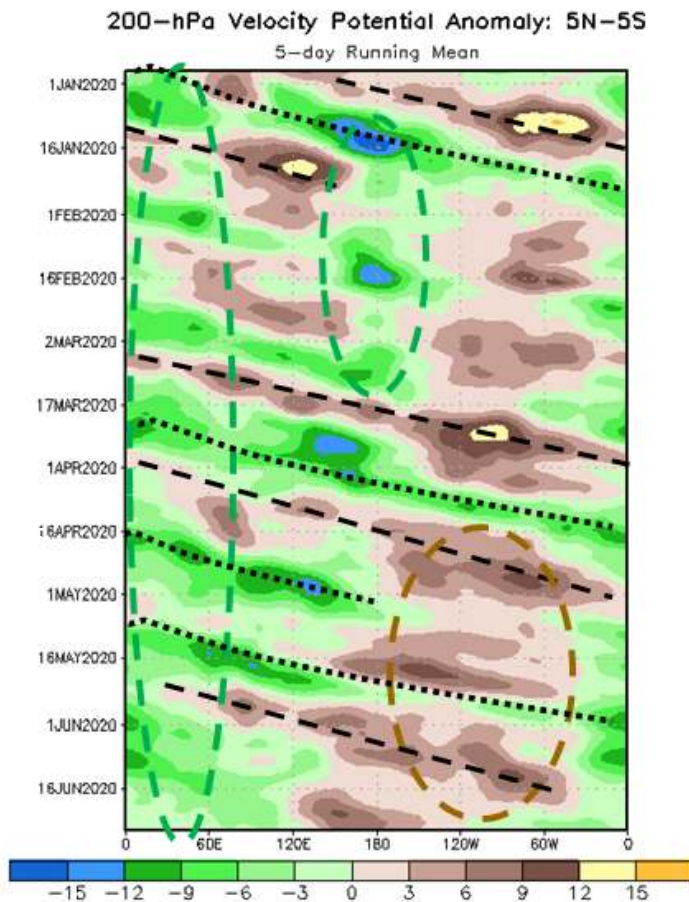 200-hPa Velocity Potential Anomaly: 5N-5S
5-day Running Mean
1JAN2020
16JAN2020
1FEB2020
16FEB2020
2MAR2020
17MAR2020
1APR2020
16APR2020
1MAY2020
16MAY2020
1JUN2020
16JUN2020
0 60E 120E 180 120W 60W 0
-15 -12 -9 -6 -3 0 3 6 9 12 15